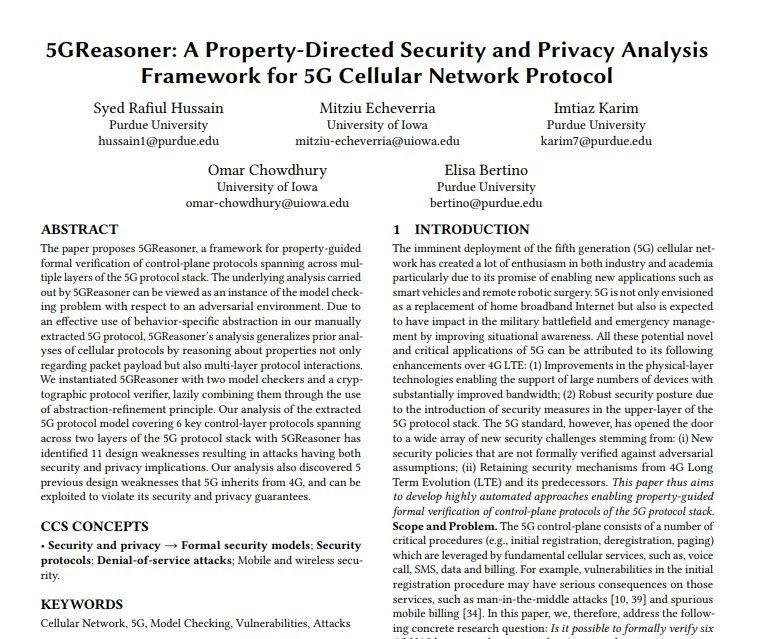 5GReasoner: A Property-Directed Security and Privacy Analysis
Framework for 5G Cellular Network Protocol
Syed Rafiul Hussain
Purdue University
hussain1@purdue.edu
Mitziu Echeverria
University of Iowa
mitziu-echeverria@uiowa.edu
Imtiaz Karim
Purdue University
karim7@purdue.edu
Omar Chowdhury
University of Iowa
omar-chowdhury@uiowa.edu
Elisa Bertino
Purdue University
bertino@purdue.edu
ABSTRACT
The paper proposes 5GReasoner, a framework for property-guided
formal verification of control-plane protocols spanning across mul-
tiple layers of the 5G protocol stack. The underlying analysis carried
out by 5GReasoner can be viewed as an instance of the model check-
ing problem with respect to an adversarial environment. Due to
an effective use of behavior-specific abstraction in our manually
extracted 5G protocol, 5GReasoner's analysis generalizes prior anal-
yses of cellular protocols by reasoning about properties not only
regarding packet payload but also multi-layer protocol interactions.
We instantiated 5GReasoner with two model checkers and a cryp-
tographic protocol verifier, lazily combining them through the use
of abstraction-refinement principle. Our analysis of the extracted
5G protocol model covering 6 key control-layer protocols spanning
across two layers of the 5G protocol stack with 5GReasoner has
identified 11 design weaknesses resulting in attacks having both
security and privacy implications. Our analysis also discovered 5
previous design weaknesses that 5G inherits from 4G, and can be
exploited to violate its security and privacy guarantees.
CCS CONCEPTS
• Security and privacy → Formal security models; Security
protocols; Denial-of-service attacks; Mobile and wireless secu-
rity.
KEYWORDS
Cellular Network, 5G, Model Checking, Vulnerabilities, Attacks
1 INTRODUCTION
The imminent deployment of the fifth generation (5G) cellular net-
work has created a lot of enthusiasm in both industry and academia
particularly due to its promise of enabling new applications such as
smart vehicles and remote robotic surgery. 5G is not only envisioned
as a replacement of home broadband Internet but also is expected
to have impact in the military battlefield and emergency manage-
ment by improving situational awareness. All these potential novel
and critical applications of 5G can be attributed to its following
enhancements over 4G LTE: (1) Improvements in the physical-layer
technologies enabling the support of large numbers of devices with
substantially improved bandwidth; (2) Robust security posture due
to the introduction of security measures in the upper-layer of the
5G protocol stack. The 5G standard, however, has opened the door
to a wide array of new security challenges stemming from: (i) New
security policies that are not formally verified against adversarial
assumptions; (ii) Retaining security mechanisms from 4G Long
Term Evolution (LTE) and its predecessors. This paper thus aims
to develop highly automated approaches enabling property-guided
formal verification of control-plane protocols of the 5G protocol stack.
Scope and Problem. The 5G control-plane consists of a number of
critical procedures (e.g., initial registration, deregistration, paging)
which are leveraged by fundamental cellular services, such as, voice
call, SMS, data and billing. For example, vulnerabilities in the initial
registration procedure may have serious consequences on those
services, such as man-in-the-middle attacks [10, 39] and spurious
mobile billing [34]. In this paper, we, therefore, address the follow-
ing concrete research question: Is it possible to formally verify six